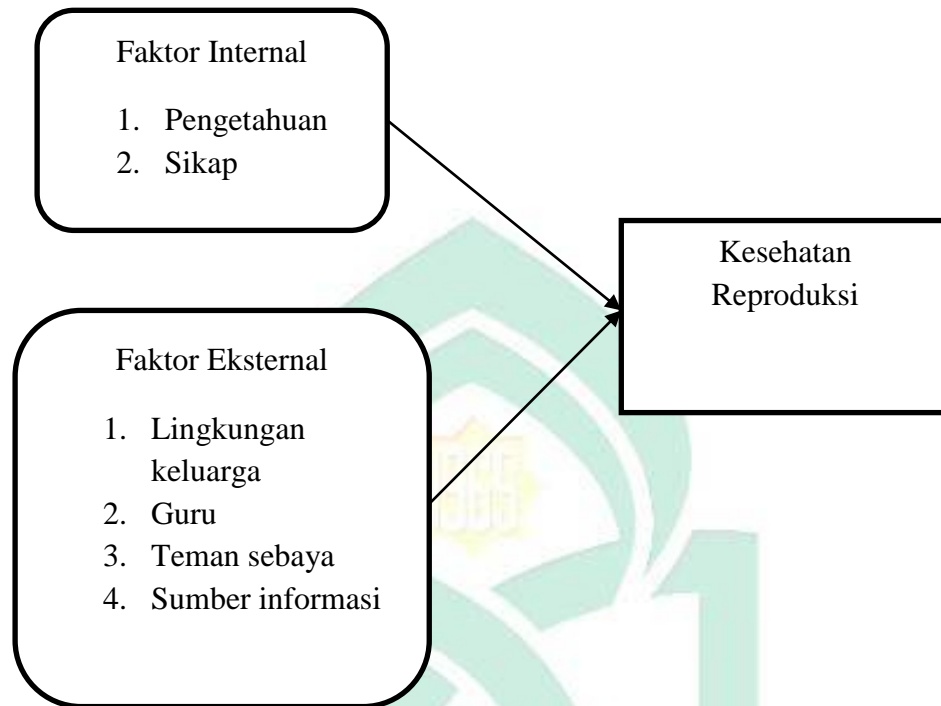 Faktor Internal
1. Pengetahuan
2. Sikap
Kesehatan
Reproduksi
Faktor Eksternal
1. Lingkungan
keluarga
2. Guru
3. Teman sebaya
4. Sumber informasi